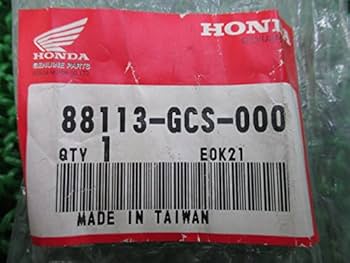 HONDA
GENUINE PARTS
HONDA
88113-GCS-000
QTY 1 E0K21
MADE IN TAIWAN